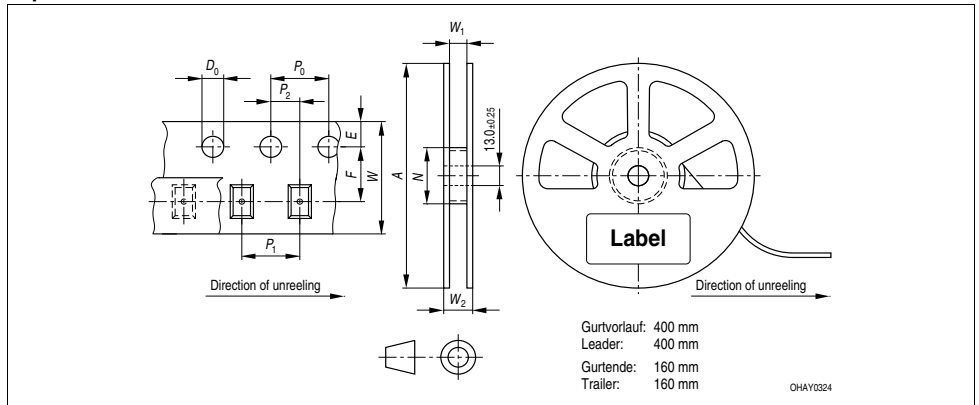 W1
D0
P0
P2
E
F
W
A
N
13.0±0.25
P1
Label
Direction of unreeling
W2
Direction of unreeling
Gurtvorlauf: 400 mm
Leader: 400 mm
Gurtende: 160 mm
Trailer: 160 mm
OHAY0324